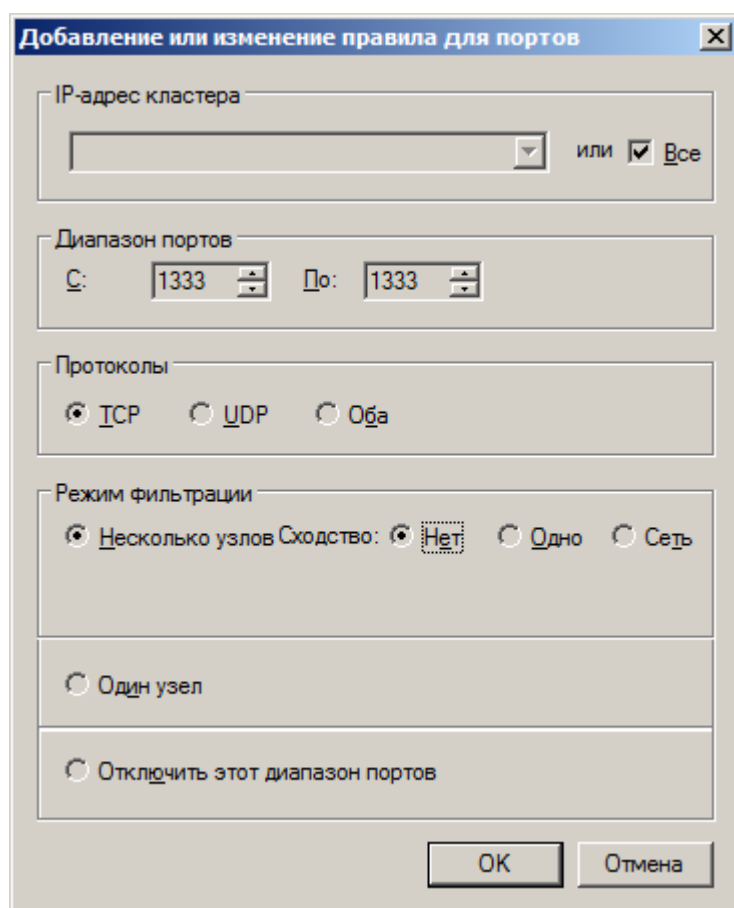 Добавление или изменение правила для портов
IP-адрес кластера
или Все
Диапазон портов
С: 1333 По: 1333
Протоколы
TCP UDP Оба
Режим фильтрации
Несколько узлов Сходство: Нет Одно Сеть
Один узел
Отключить этот диапазон портов
OK Отмена